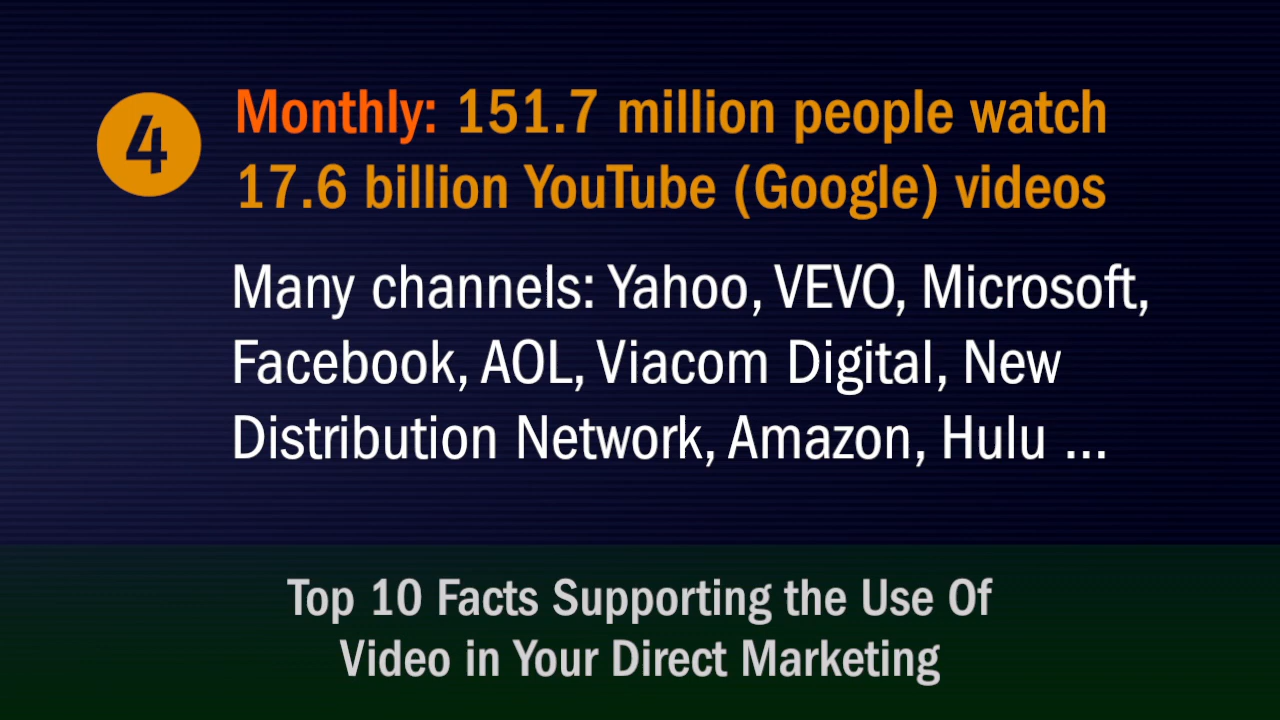 4
Monthly: 151.7 million people watch
17.6 billion YouTube (Google) videos
Many channels: Yahoo, VEVO, Microsoft,
Facebook, AOL, Viacom Digital, New
Distribution Network, Amazon, Hulu ...
Top 10 Facts Supporting the Use Of
Video in Your Direct Marketing